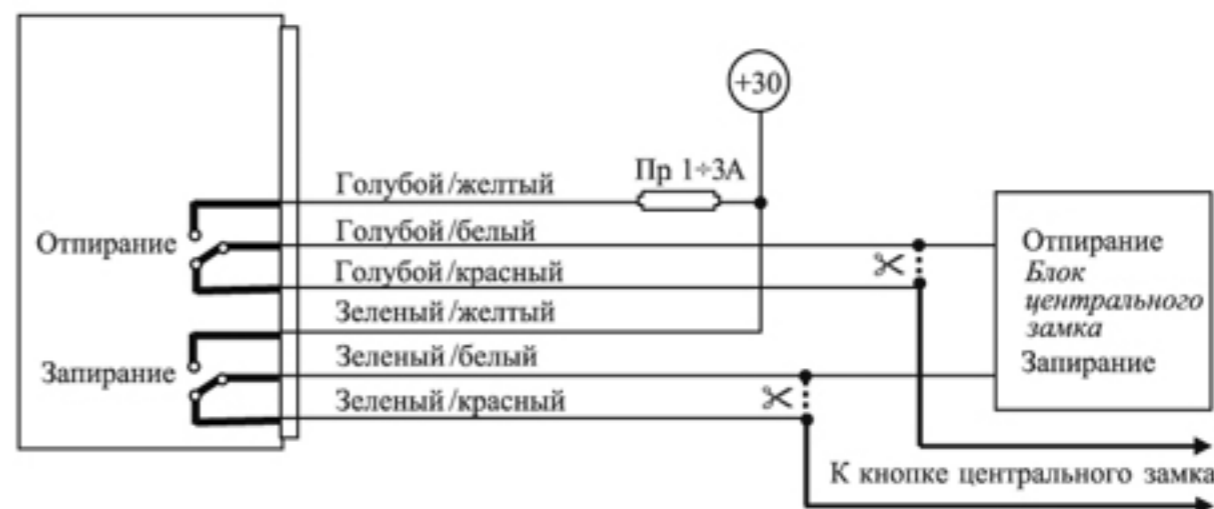 +30
Пр 1÷3А
Голубой/желтый
Голубой/белый
Отпирание
Голубой/красный
Зеленый/желтый
Зеленый/белый
Запирание
Зеленый/красный
Отпирание
Блок
центрального
замка
Запирание
К кнопке центрального замка